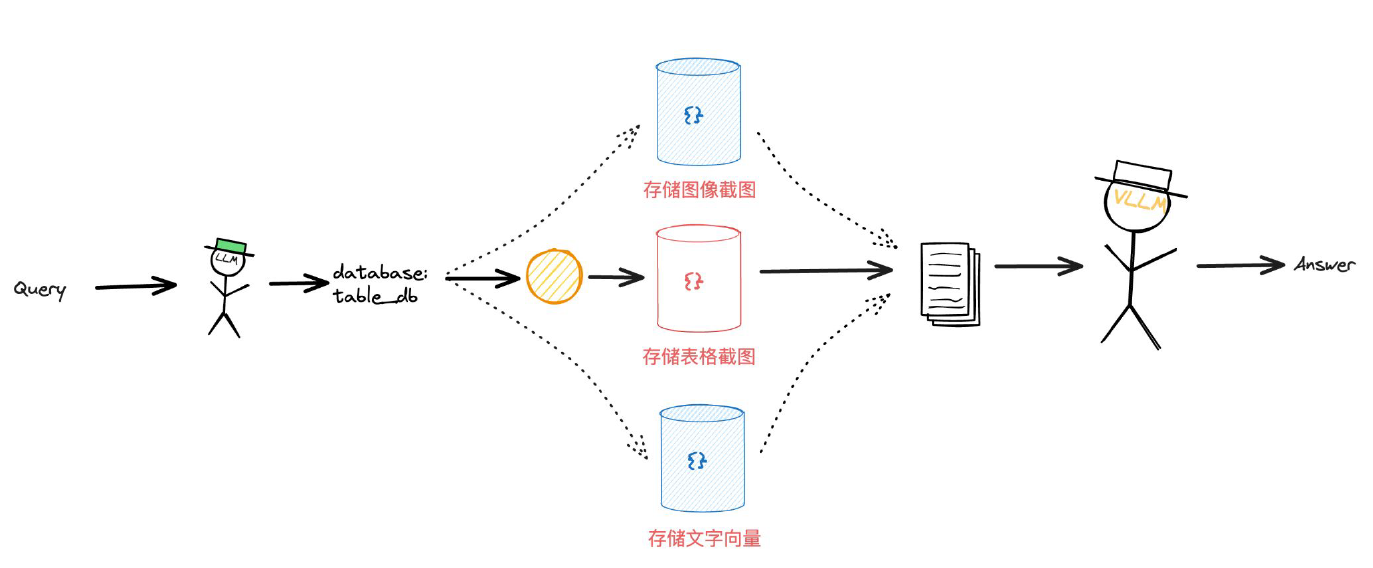 Query
LLM
database:
table_db
{}
存储图像截图
{}
存储表格截图
{}
存储文字向量
VLLM
Answer